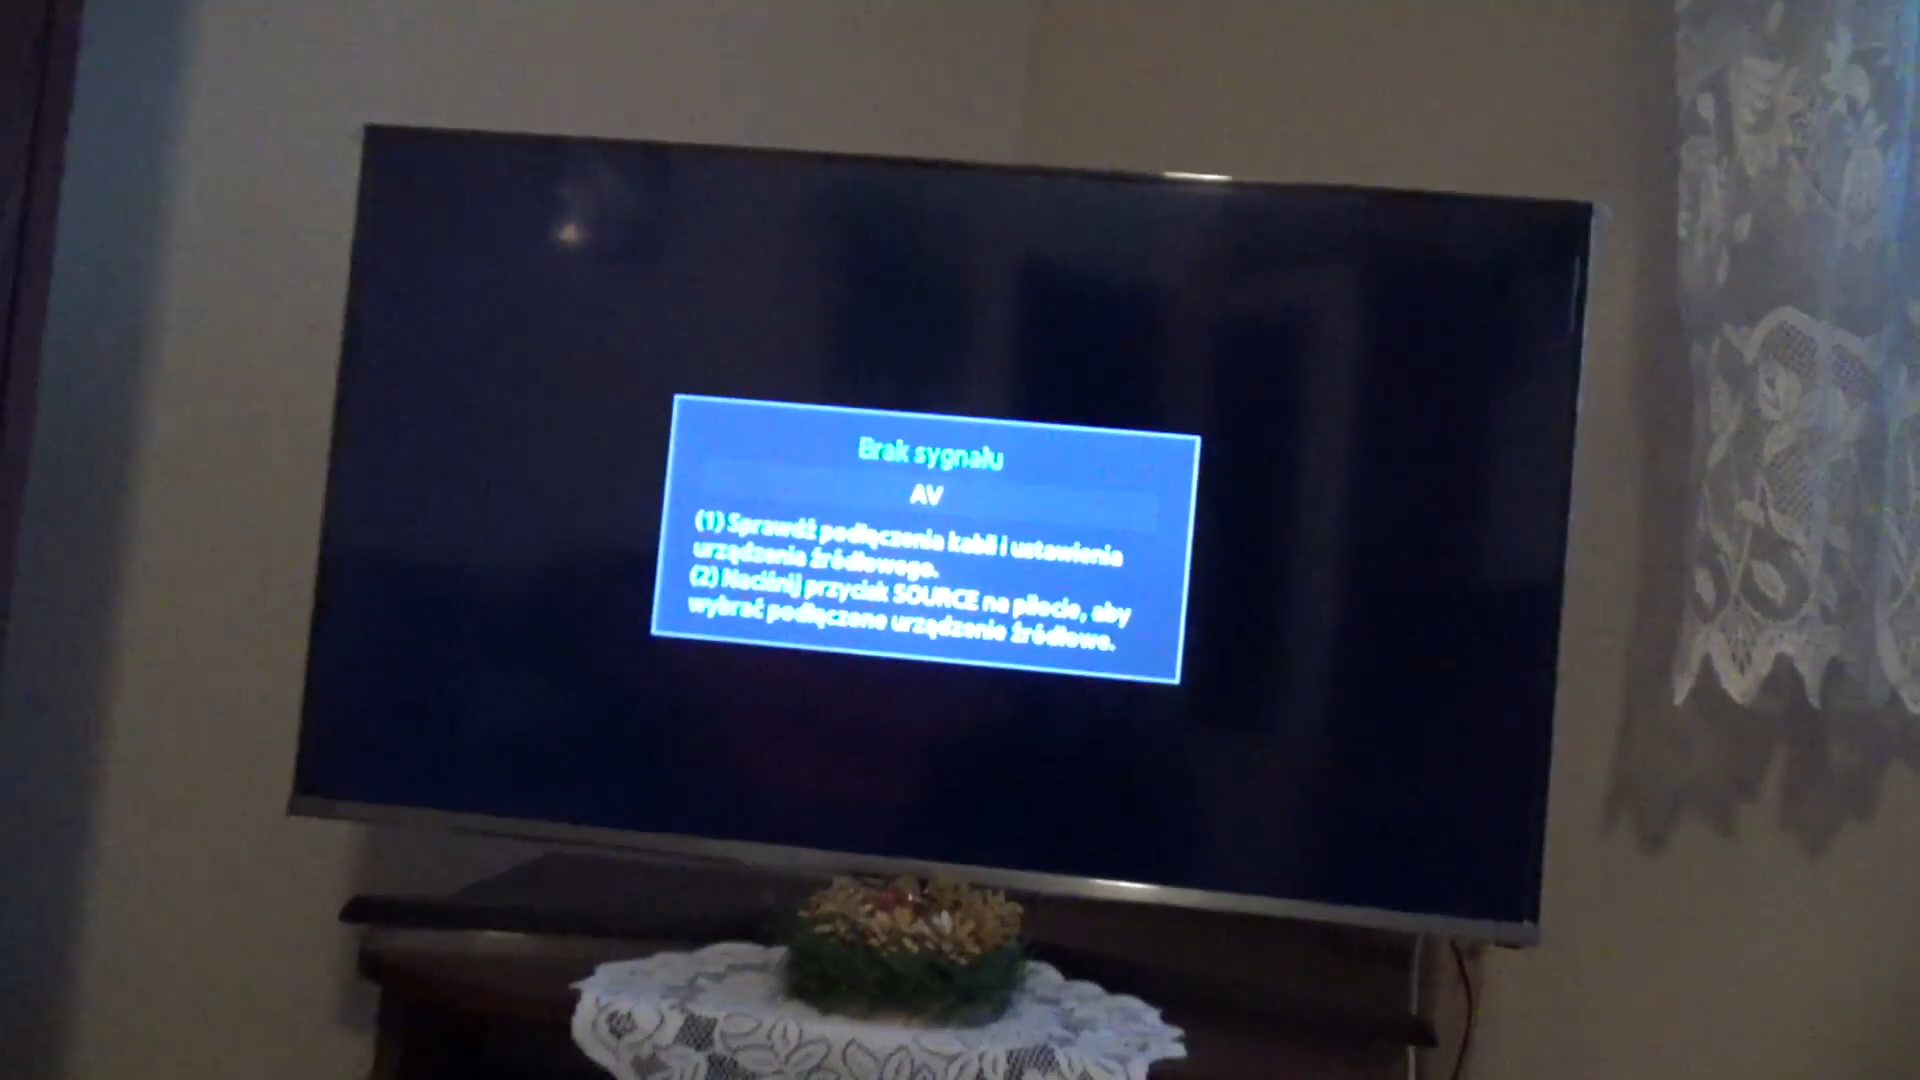 Brak sygnału
AV
(1) Sprawdź podłączenia kabli i ustawienia
urządzenia źródłowego.
(2) Naciśnij przycisk SOURCE na pilocie, aby
wybrać podłączone urządzenie źródłowe.